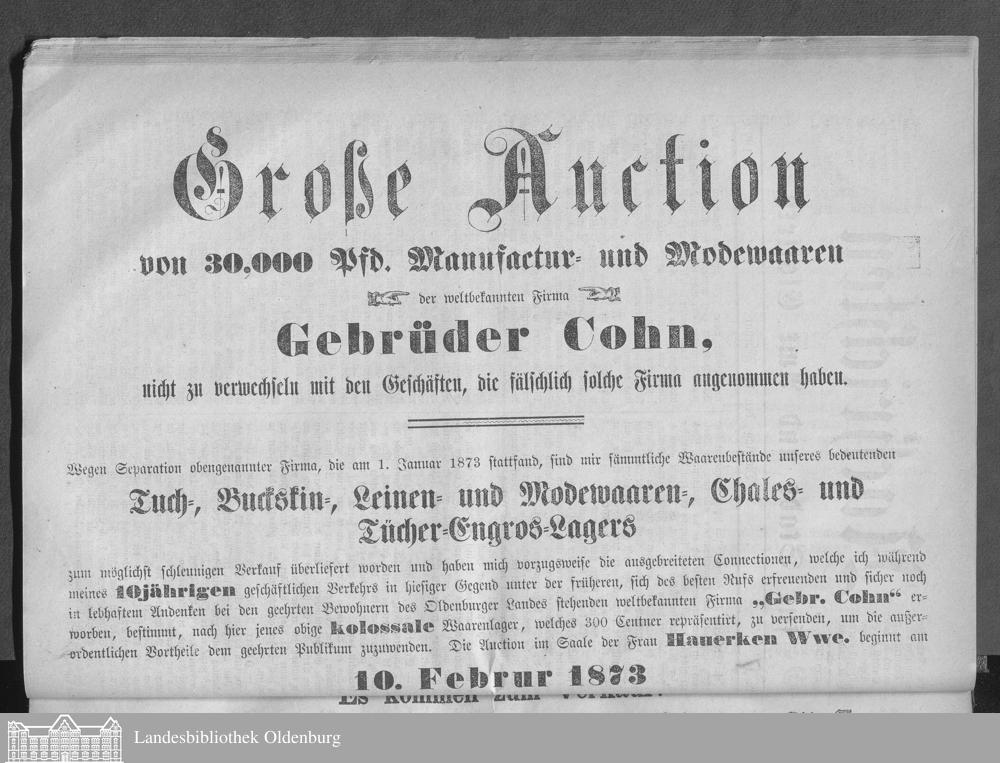 Große Auction
von 30,000 Pfd. Manufactur- und Modewaaren
der weltbekannten Firma
Gebrüder Cohn,
nicht zu verwechseln mit den Geschäften, die fälschlich solche Firma angenommen haben.
Wegen Separation obengenannter Firma, die am 1. Januar 1873 stattfand, sind mir sämmtliche Waarenbestände unseres bedeutenden
Tuch-, Buckskin-, Leinen- und Modewaaren-, Chales- und
Tücher-Engros-Lagers
zum möglichst schleunigen Verkauf überliefert worden und haben mich vorzugsweise die ausgebreiteten Connectionen, welche ich während
meines 10jährigen geschäftlichen Verkehrs in hiesiger Gegend unter der früheren, sich des besten Rufs erfreuenden und sicher noch
in lebhaftem Andenken bei den geehrten Bewohnern des Oldenburger Landes stehenden weltbekannten Firma „Gebr. Cohn“ er-
worben, bestimmt, nach hier jenes obige kolossale Waarenlager, welches 300 Centner repräsentirt, zu versenden, um die außer-
ordentlichen Vortheile dem geehrten Publikum zuzuwenden. Die Auction im Saale der Frau Hauerken Wwe. beginnt am
10. Februr 1873
Es kommen zum Verkauf:
Landesbibliothek Oldenburg